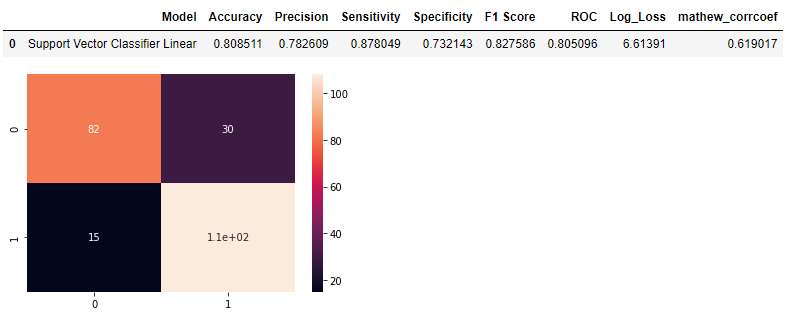 Model Accuracy Precision Sensitivity Specificity F1 Score ROC Log_Loss mathew_corrcoef
0 Support Vector Classifier Linear 0.808511 0.782609 0.878049 0.732143 0.827586 0.805096 6.61391 0.619017
100
0 82 30
80
60
40
1 15 1.1e+02
20
0 1